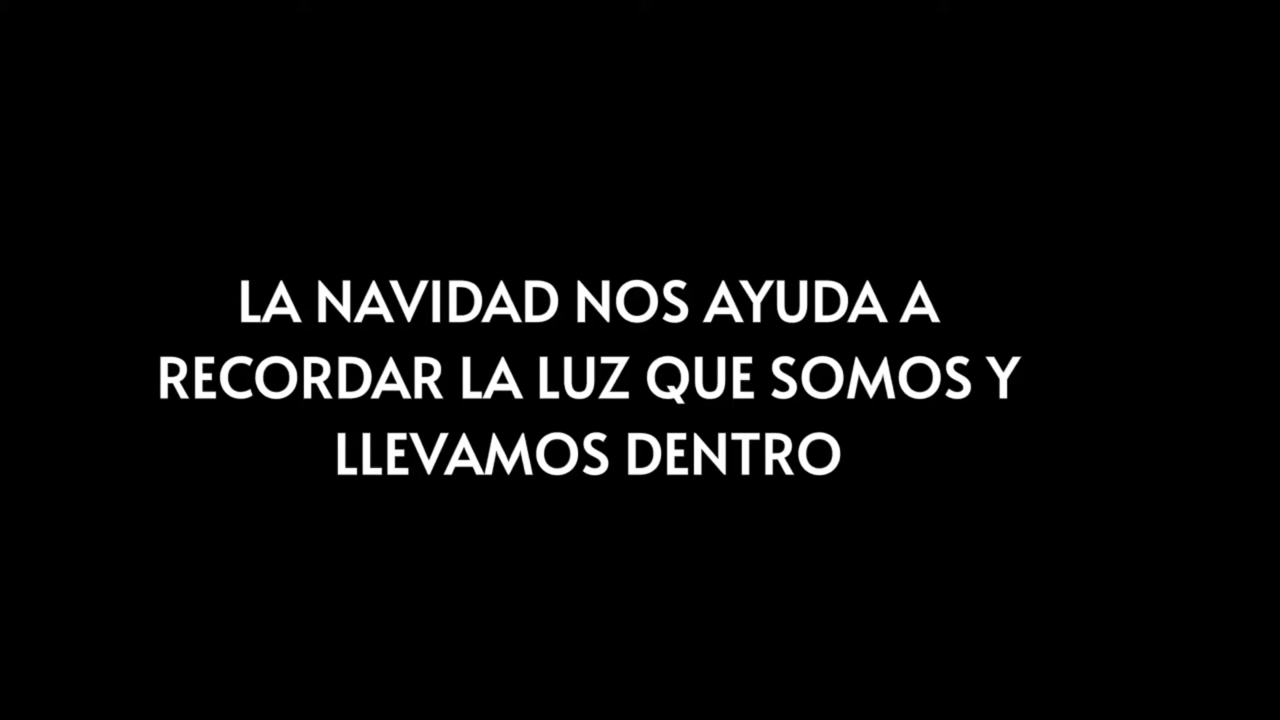 LA NAVIDAD NOS AYUDA A
RECORDAR LA LUZ QUE SOMOS Y
LLEVAMOS DENTRO